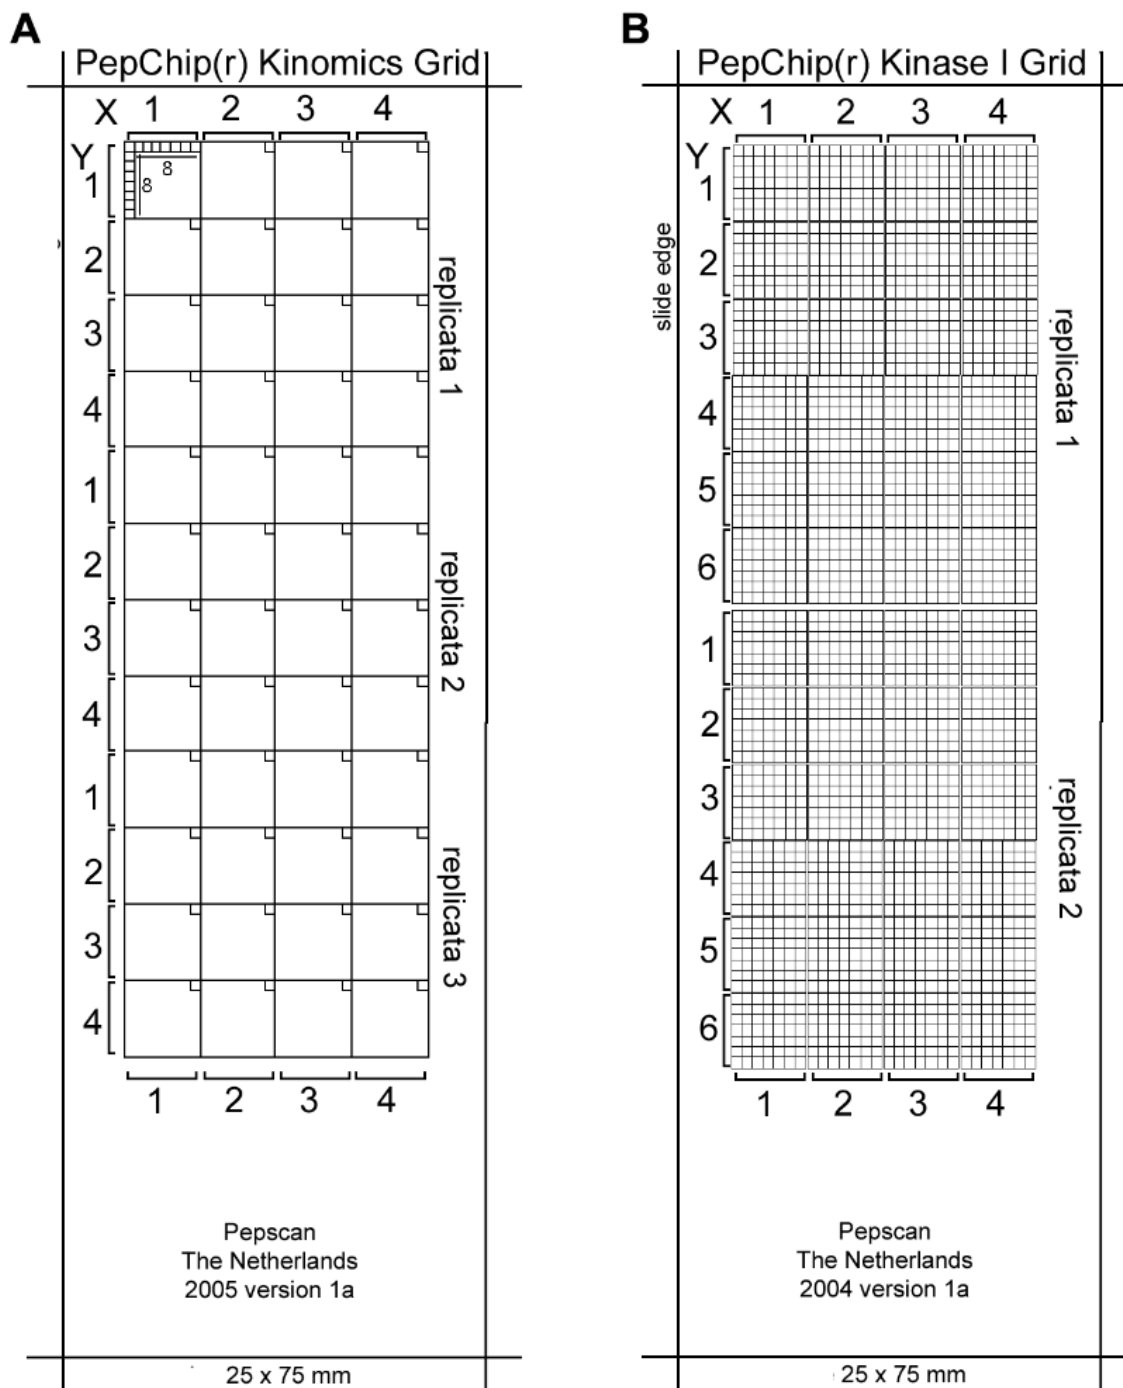 A
PepChip(r) Kinomics Grid
X 1 2 3 4
Y
1
8
8
2
3
4
replicata 1
1
2
3
4
replicata 2
1
2
3
4
replicata 3
1 2 3 4
Pepscan
The Netherlands
2005 version 1a
25 x 75 mm
B
PepChip(r) Kinase I Grid
X 1 2 3 4
Y
1
slide edge
2
3
4
5
6
replicata 1
1
2
3
4
5
6
replicata 2
1 2 3 4
Pepscan
The Netherlands
2004 version 1a
25 x 75 mm